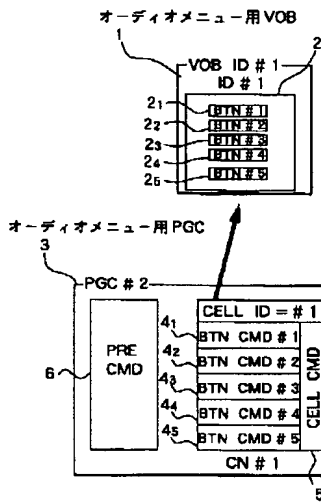 オーディオメニュー用VOB
1
VOB ID # 1
ID # 1
2
2₁ BTN # 1
2₂ BTN # 2
2₃ BTN # 3
2₄ BTN # 4
2₅ BTN # 5
オーディオメニュー用PGC
3
PGC # 2
CELL ID = # 1
PRE
CMD
6
4₁ BTN CMD # 1
4₂ BTN CMD # 2
4₃ BTN CMD # 3
4₄ BTN CMD # 4
4₅ BTN CMD # 5
CELL CMD
CN # 1
5